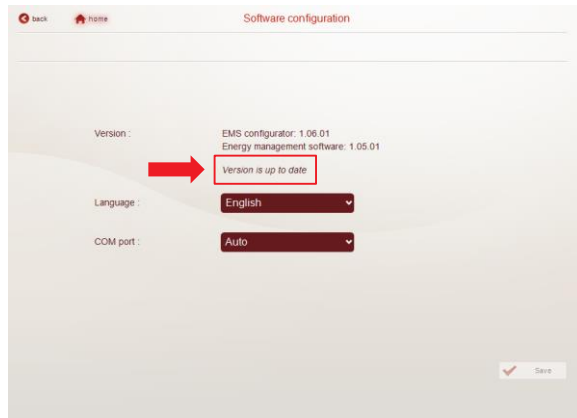 back
home
Software configuration
Version :
EMS configurator: 1.06.01
Energy management software: 1.05.01
Version is up to date
Language :
English
COM port :
Auto
Save